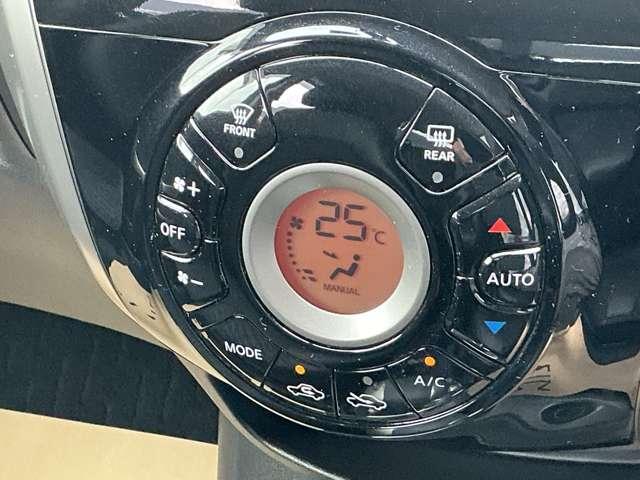 FRONT
REAR
25°C
MANUAL
+
OFF
-
AUTO
MODE
A/C